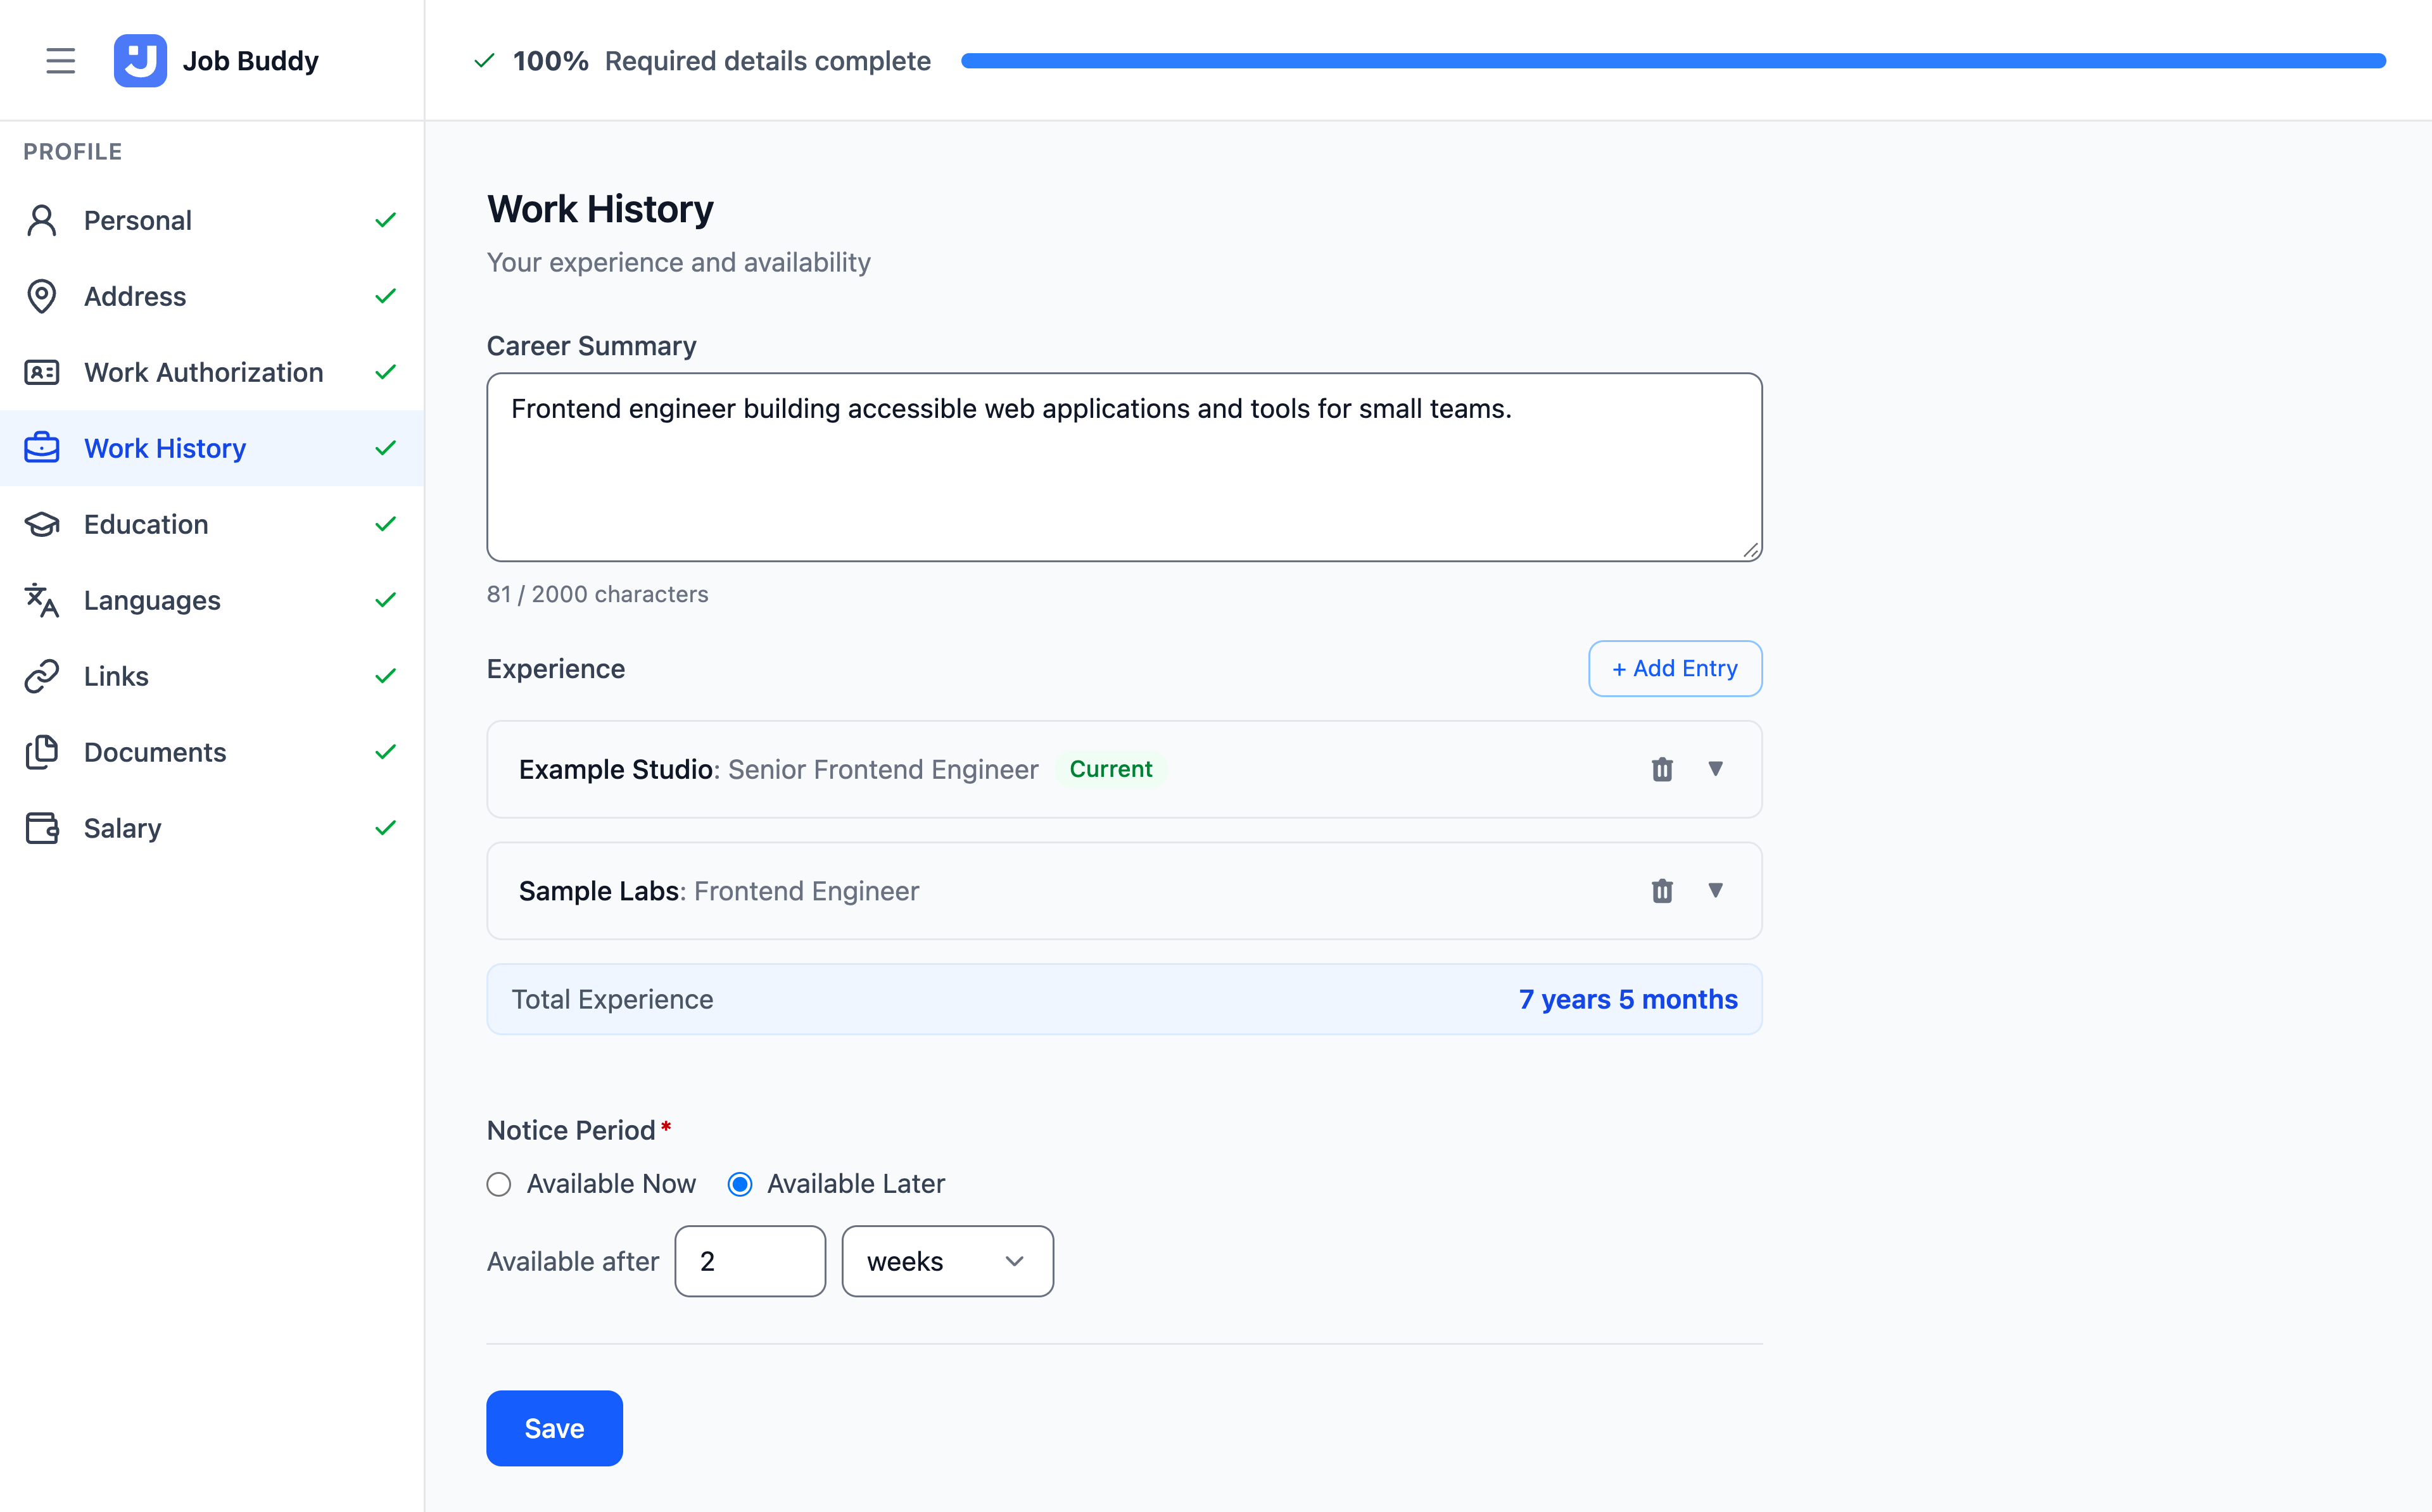 Job Buddy
100% Required details complete
PROFILE
Personal
Address
Work Authorization
Work History
Education
Languages
Links
Documents
Salary
Work History
Your experience and availability
Career Summary
Frontend engineer building accessible web applications and tools for small teams.
81 / 2000 characters
Experience
+ Add Entry
Example Studio: Senior Frontend Engineer Current
Sample Labs: Frontend Engineer
Total Experience 7 years 5 months
Notice Period*
Available Now Available Later
Available after 2 weeks
Save